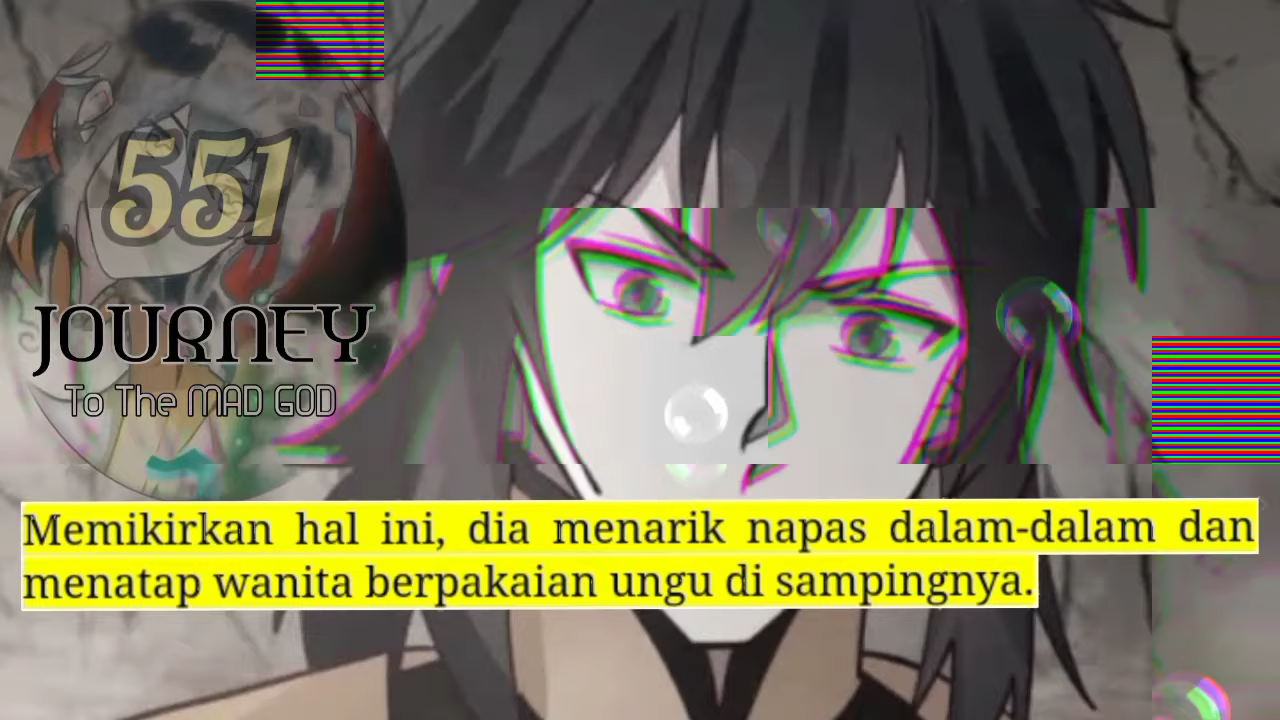 551
JOURNEY
To The MAD GOD
Memikirkan hal ini, dia menarik napas dalam-dalam dan
menatap wanita berpakaian ungu di sampingnya.